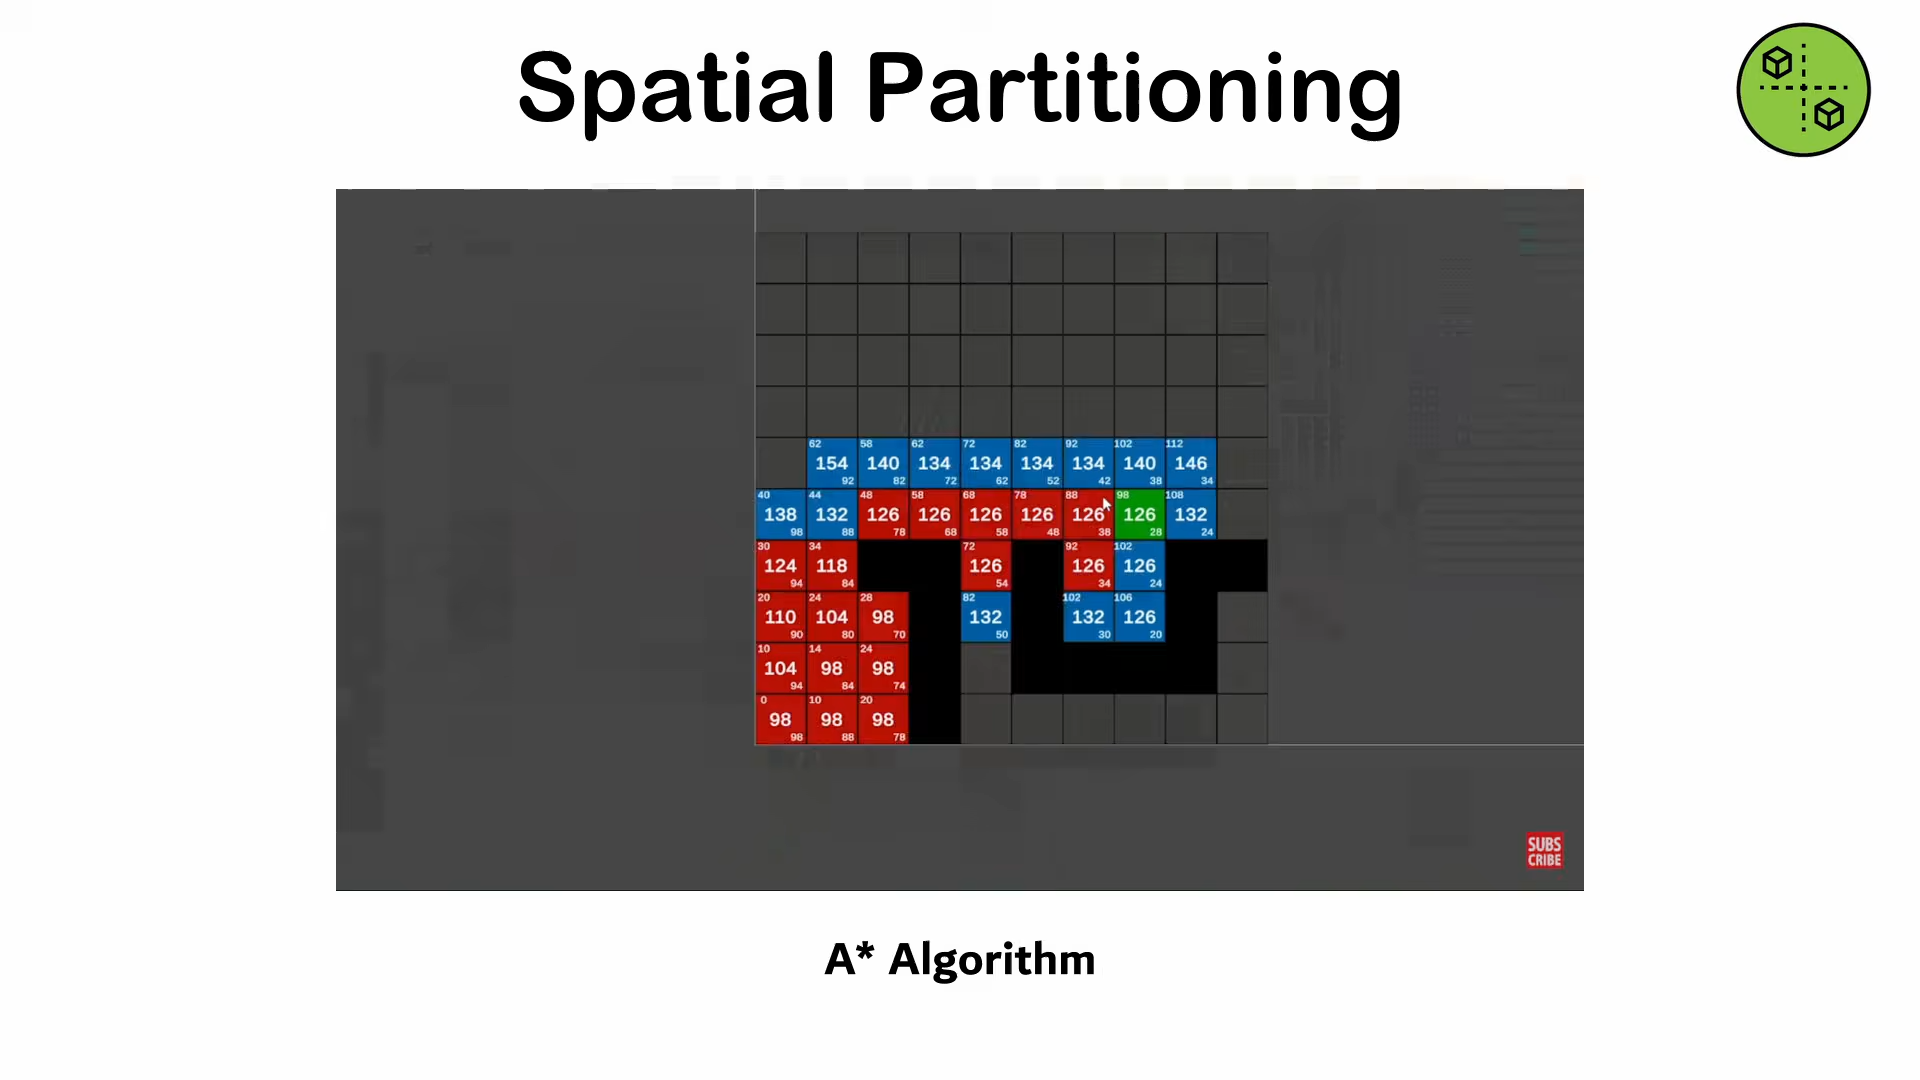 Spatial Partitioning
62 58 62 72 82 92 102 112
154 140 134 134 134 134 140 146
92 82 72 62 52 42 38 34
40 44 48 58 68 78 88 98 108
138 132 126 126 126 126 126 126 132
98 88 78 68 58 48 38 28 24
30 34 72 92 102
124 118 126 126 126
94 84 54 34 24
20 24 28 82 102 106
110 104 98 132 132 126
90 80 70 50 30 20
10 14 24
104 98 98
94 84 74
0 10 20
98 98 98
98 88 78
SUBS
CRIBE
A* Algorithm